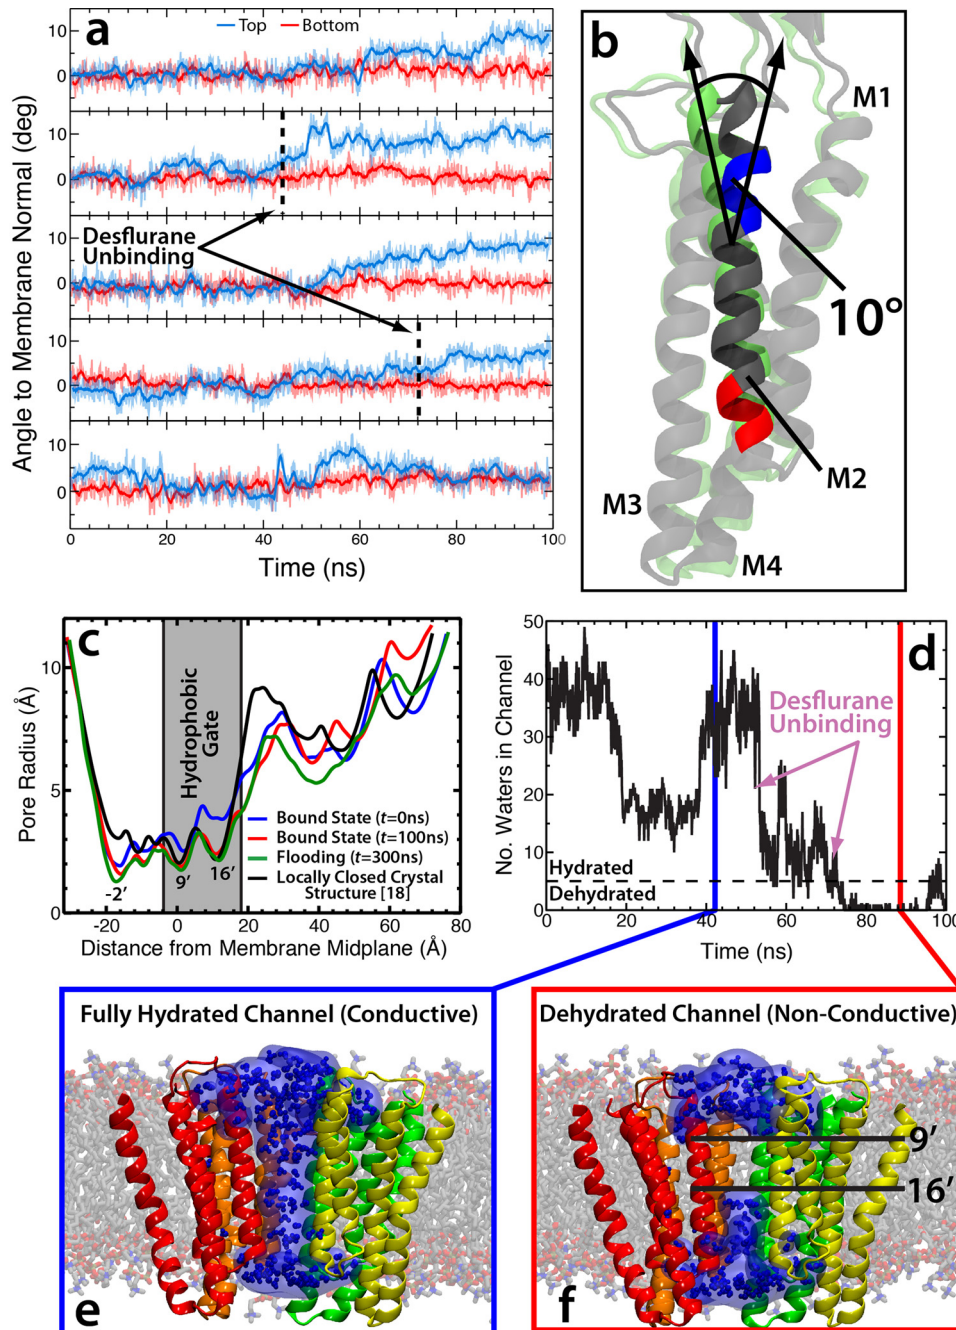 a
Top
Bottom
10
0
10
0
Desflurane
Unbinding
10
0
10
0
10
0
0
20
40
60
80
100
Time (ns)
Angle to Membrane Normal (deg)
b
M1
10°
M2
M3
M4
c
Hydrophobic
Gate
10
5
0
Pore Radius (Å)
Bound State (t=0ns)
Bound State (t=100ns)
Flooding (t=300ns)
Locally Closed Crystal
Structure [18]
-2'
9'
16'
-20
0
20
40
60
80
Distance from Membrane Midplane (Å)
d
50
40
30
20
10
0
No. Waters in Channel
Desflurane
Unbinding
Hydrated
Dehydrated
0
20
40
60
80
100
Time (ns)
Fully Hydrated Channel (Conductive)
e
Dehydrated Channel (Non-Conductive)
9'
16'
f